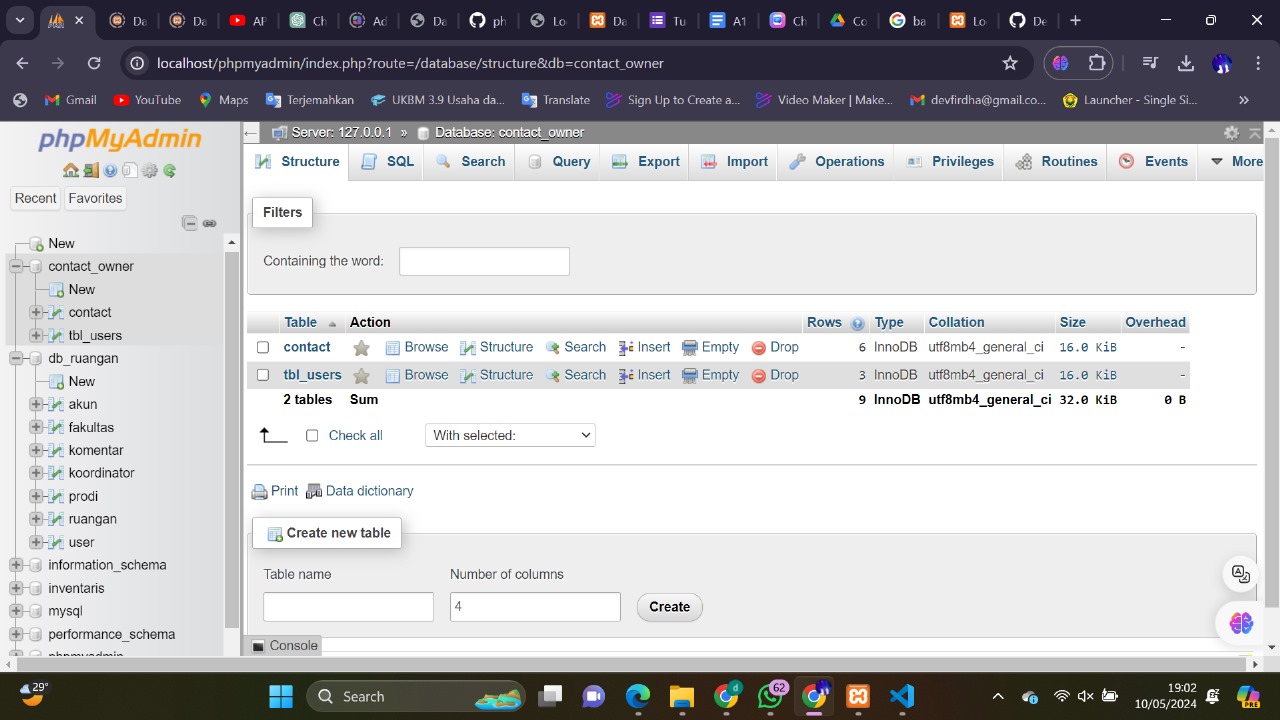 Da
Da
AP
Ch
Ad
Da
ph
Lo
Da
Tu
A1
Ch
Co
ba
Lo
De
localhost/phpmyadmin/index.php?route=/database/structure&db=contact_owner
Gmail
YouTube
Maps
Terjemahkan
UKBM 3.9 Usaha da...
Translate
Sign Up to Create a...
Video Maker | Make...
devfirdha@gmail.co...
Launcher - Single Si...
»
phpMyAdmin
Recent
Favorites
New
contact_owner
New
contact
tbl_users
db_ruangan
New
akun
fakultas
komentar
koordinator
prodi
ruangan
user
information_schema
inventaris
mysql
performance_schema
phpmyadmin
Server: 127.0.0.1 » Database: contact_owner
Structure
SQL
Search
Query
Export
Import
Operations
Privileges
Routines
Events
More
Filters
Containing the word:
Table Action Rows Type Collation Size Overhead
contact Browse Structure Search Insert Empty Drop 6 InnoDB utf8mb4_general_ci 16.0 KiB -
tbl_users Browse Structure Search Insert Empty Drop 3 InnoDB utf8mb4_general_ci 16.0 KiB -
2 tables Sum 9 InnoDB utf8mb4_general_ci 32.0 KiB 0 B
Check all
With selected:
Print
Data dictionary
Create new table
Table name
Number of columns
4
Create
Console
29°
Search
d
62
19:02
10/05/2024
PRE